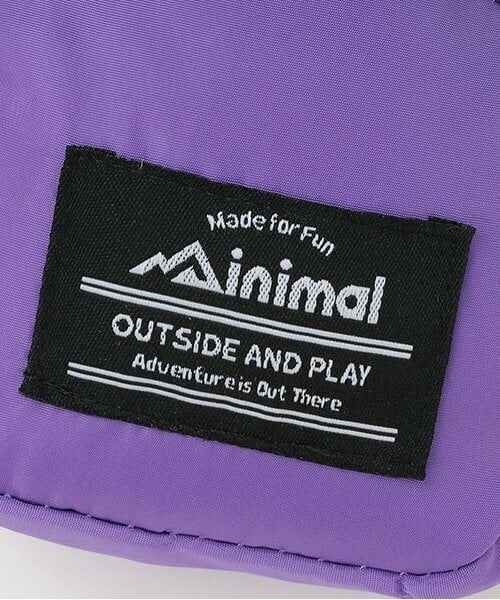 Made for Fun
Minimal
OUTSIDE AND PLAY
Adventure is Out There